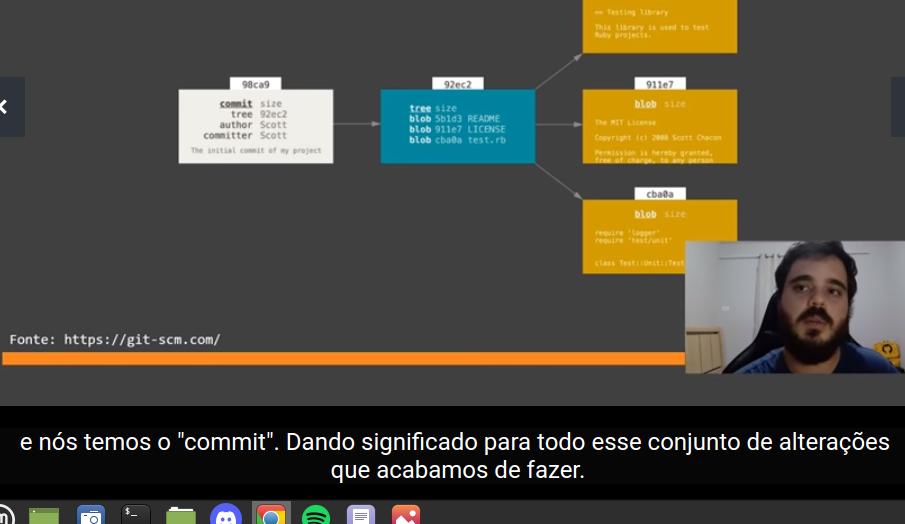 == Testing library
This library is used to test
Ruby projects.
98ca9
commit size
tree 92ec2
author Scott
committer Scott
The initial commit of my project
92ec2
tree size
blob 5b1d3 README
blob 911e7 LICENSE
blob cba0a test.rb
911e7
blob size
The MIT License
Copyright (c) 2008 Scott Chacon
Permission is hereby granted,
free of charge, to any person
cba0a
blob size
require 'logger'
require 'test/unit'
class Test::Unit::Test
Fonte: https://git-scm.com/
e nós temos o "commit". Dando significado para todo esse conjunto de alterações
que acabamos de fazer.
$_